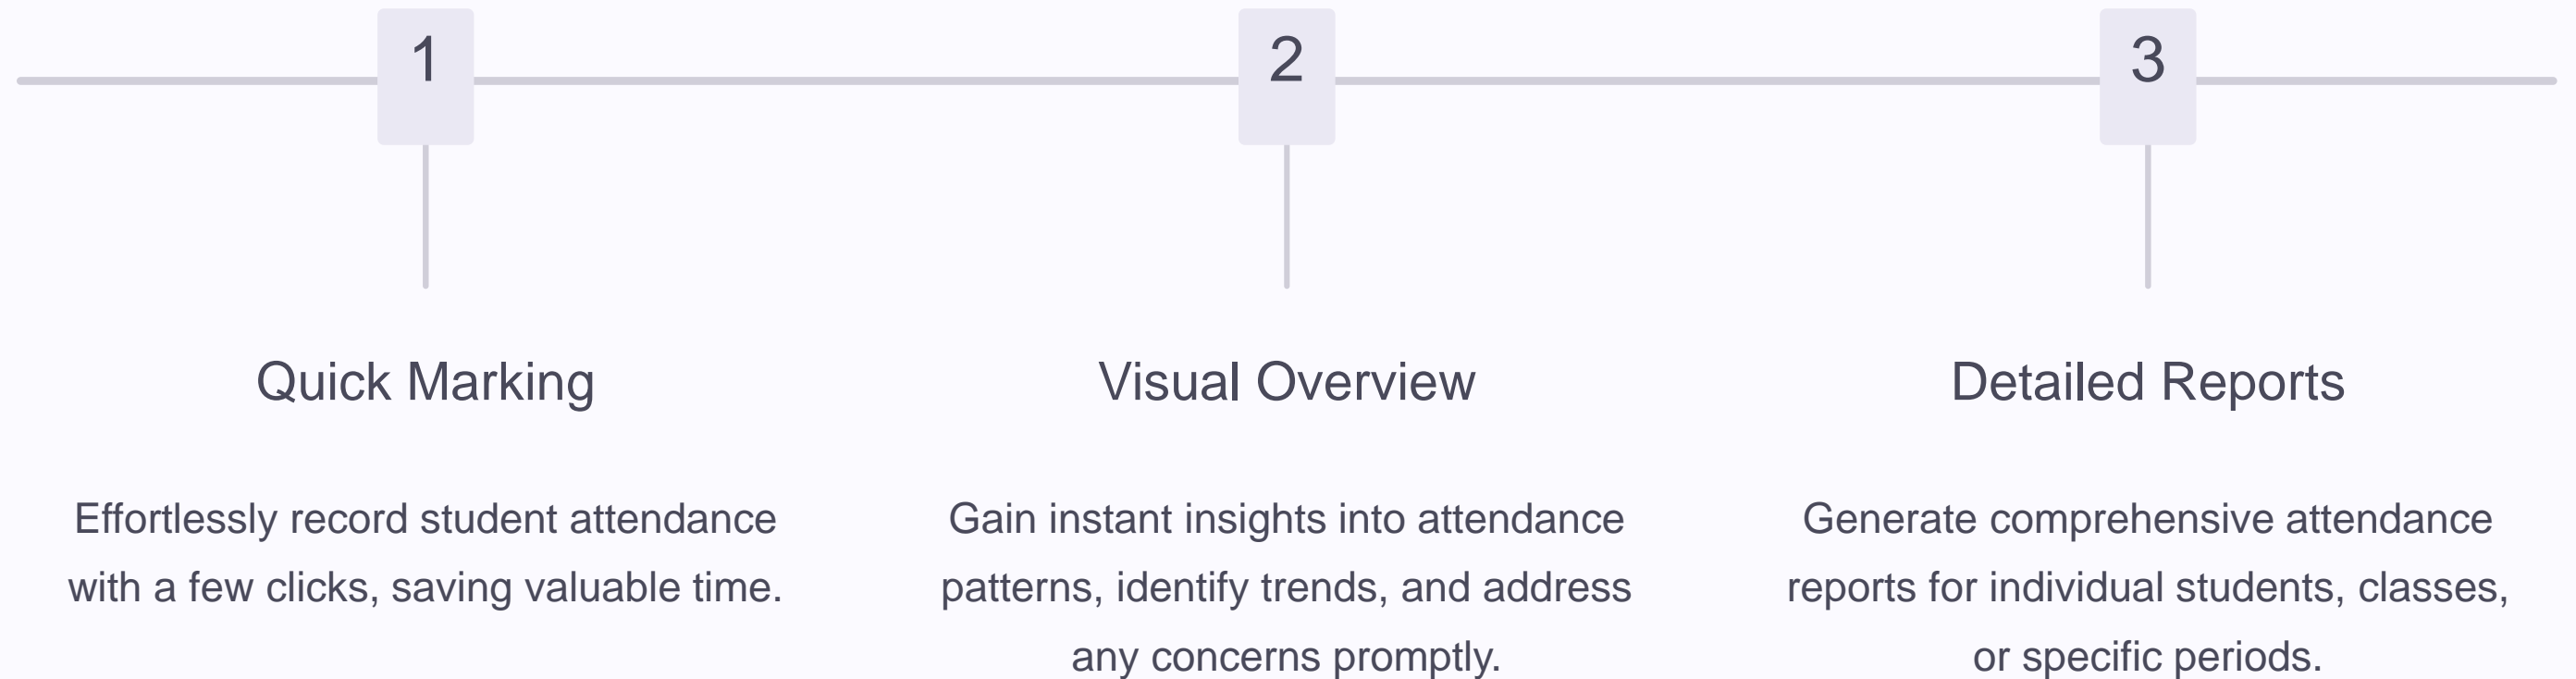 1
Quick Marking
Effortlessly record student attendance
with a few clicks, saving valuable time.
2
Visual Overview
Gain instant insights into attendance
patterns, identify trends, and address
any concerns promptly.
3
Detailed Reports
Generate comprehensive attendance
reports for individual students, classes,
or specific periods.